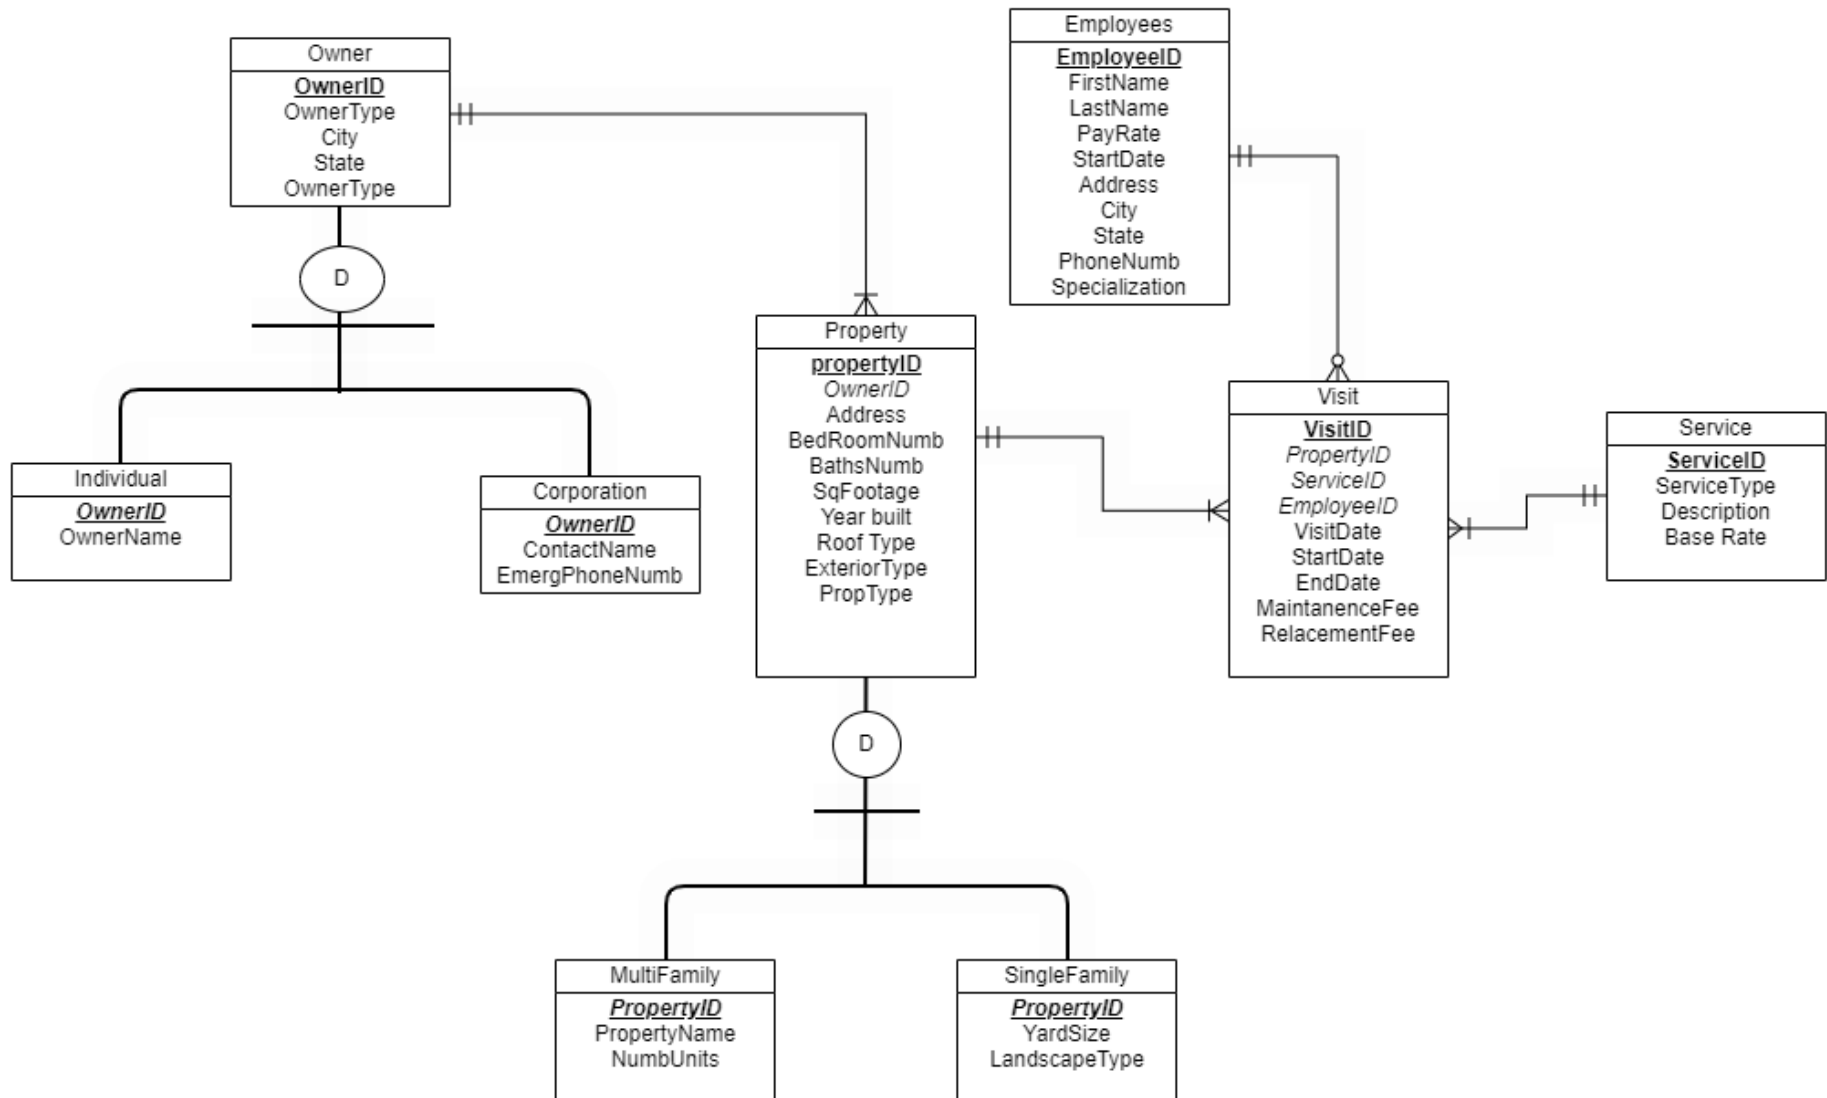 Owner
OwnerID
OwnerType
City
State
OwnerType
D
Individual
OwnerID
OwnerName
Corporation
OwnerID
ContactName
EmergPhoneNumb
Property
propertyID
OwnerID
Address
BedRoomNumb
BathsNumb
SqFootage
Year built
Roof Type
ExteriorType
PropType
D
MultiFamily
PropertyID
PropertyName
NumbUnits
SingleFamily
PropertyID
YardSize
LandscapeType
Employees
EmployeeID
FirstName
LastName
PayRate
StartDate
Address
City
State
PhoneNumb
Specialization
Visit
VisitID
PropertyID
ServiceID
EmployeeID
VisitDate
StartDate
EndDate
MaintanenceFee
RelacementFee
Service
ServiceID
ServiceType
Description
Base Rate